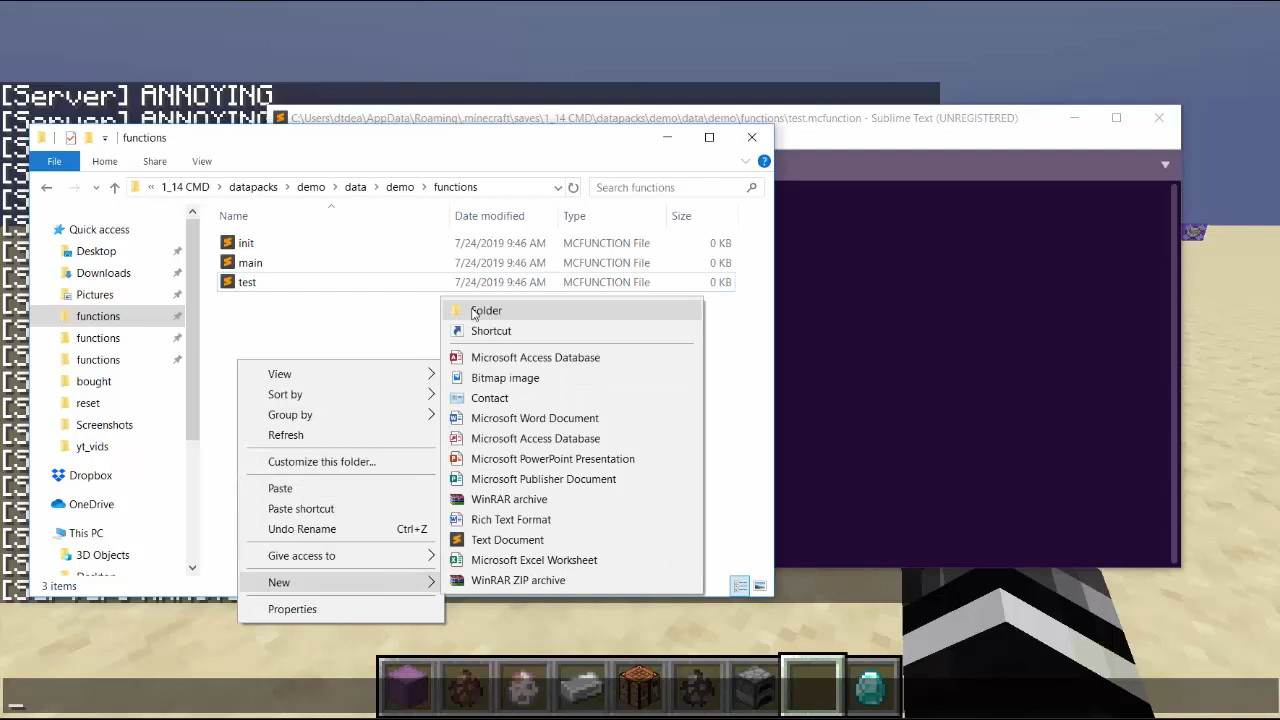 [Server] ANNOYING
[Server] ANNOYING
C:\Users\dtdea\AppData\Roaming\.minecraft\saves\1_14 CMD\datapacks\demo\data\demo\functions\test.mcfunction - Sublime Text (UNREGISTERED)
functions
File Home Share View
« 1_14 CMD > datapacks > demo > data > demo > functions
Search functions
Name Date modified Type Size
Quick access
Desktop
Downloads
Pictures
functions
functions
functions
bought
reset
Screenshots
yt_vids
Dropbox
OneDrive
This PC
3D Objects
Desktop
init 7/24/2019 9:46 AM MCFUNCTION File 0 KB
main 7/24/2019 9:46 AM MCFUNCTION File 0 KB
test 7/24/2019 9:46 AM MCFUNCTION File 0 KB
3 items
View
Sort by
Group by
Refresh
Customize this folder...
Paste
Paste shortcut
Undo Rename Ctrl+Z
Give access to
New
Properties
Folder
Shortcut
Microsoft Access Database
Bitmap image
Contact
Microsoft Word Document
Microsoft Access Database
Microsoft PowerPoint Presentation
Microsoft Publisher Document
WinRAR archive
Rich Text Format
Text Document
Microsoft Excel Worksheet
WinRAR ZIP archive